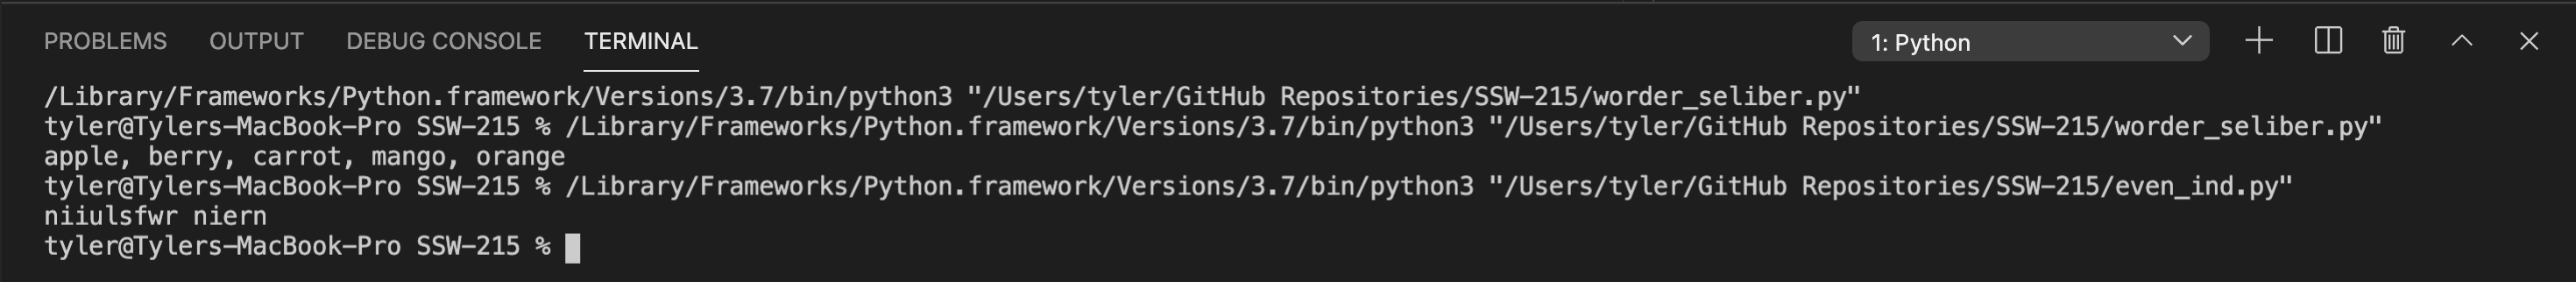 PROBLEMS OUTPUT DEBUG CONSOLE TERMINAL 1: Python
/Library/Frameworks/Python.framework/Versions/3.7/bin/python3 "/Users/tyler/GitHub Repositories/SSW-215/worder_seliber.py"
tyler@Tylers-MacBook-Pro SSW-215 % /Library/Frameworks/Python.framework/Versions/3.7/bin/python3 "/Users/tyler/GitHub Repositories/SSW-215/worder_seliber.py"
apple, berry, carrot, mango, orange
tyler@Tylers-MacBook-Pro SSW-215 % /Library/Frameworks/Python.framework/Versions/3.7/bin/python3 "/Users/tyler/GitHub Repositories/SSW-215/even_ind.py"
niiulsfwr niern
tyler@Tylers-MacBook-Pro SSW-215 %